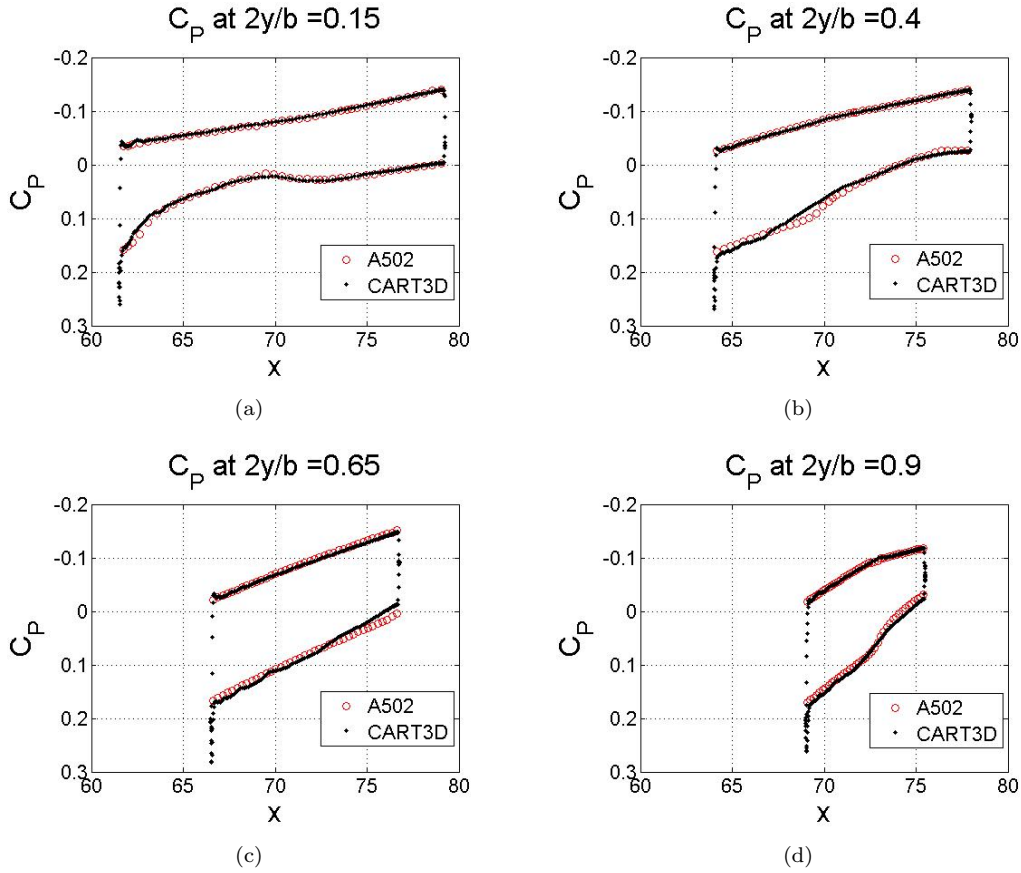 C_P at 2y/b =0.15
-0.2
-0.1
0
0.1
0.2
0.3
C_P
A502
CART3D
60 65 70 75 80
x
(a)
C_P at 2y/b =0.4
-0.2
-0.1
0
0.1
0.2
0.3
C_P
A502
CART3D
60 65 70 75 80
x
(b)
C_P at 2y/b =0.65
-0.2
-0.1
0
0.1
0.2
0.3
C_P
A502
CART3D
60 65 70 75 80
x
(c)
C_P at 2y/b =0.9
-0.2
-0.1
0
0.1
0.2
0.3
C_P
A502
CART3D
60 65 70 75 80
x
(d)